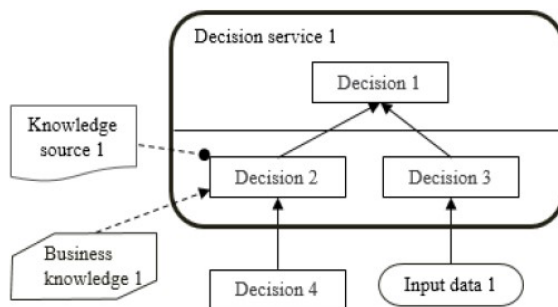 Decision service 1
Decision 1
Knowledge
source 1
Decision 2
Decision 3
Business
knowledge 1
Decision 4
Input data 1